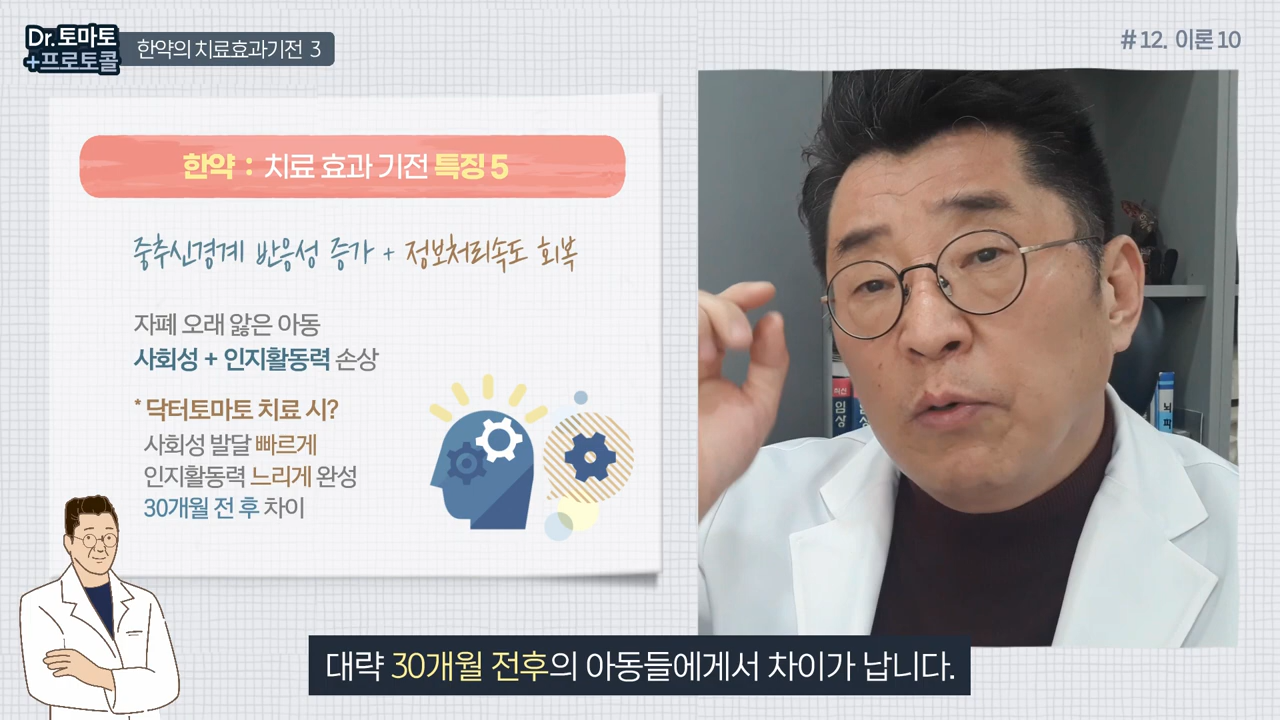 Dr.토마토
+프로토콜
한약의 치료효과기전 3
#12. 이론 10
한약 : 치료 효과 기전 특징 5
중추신경계 반응성 증가 + 정보처리속도 회복
자폐 오래 앓은 아동
사회성 + 인지활동력 손상
* 닥터토마토 치료 시?
사회성 발달 빠르게
인지활동력 느리게 완성
30개월 전 후 차이
임상
대략 30개월 전후의 아동들에게서 차이가 납니다.